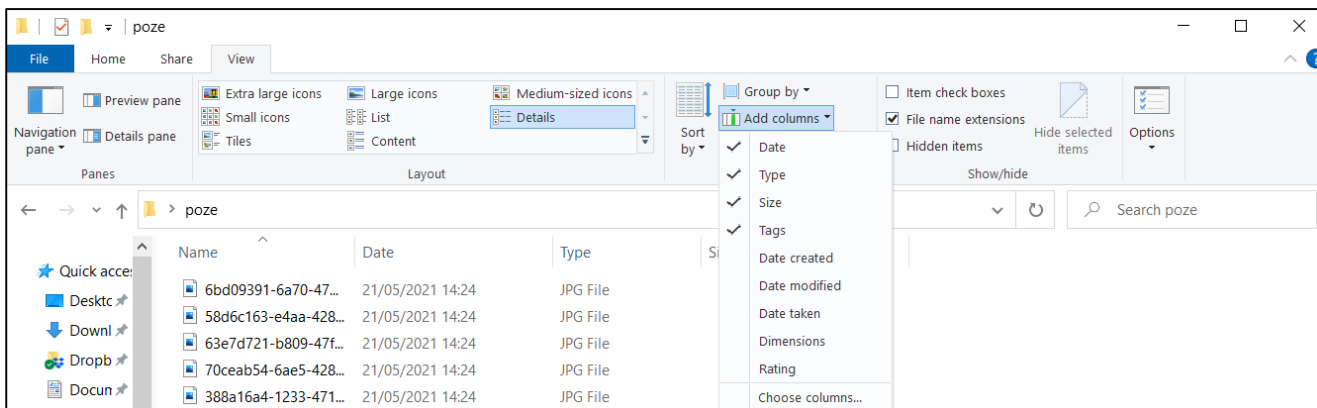 poze
File Home Share View
Navigation pane
Preview pane
Details pane
Panes
Extra large icons Large icons Medium-sized icons
Small icons List Details
Tiles Content
Layout
Sort by
Group by
Add columns
Item check boxes
File name extensions
Hidden items
Hide selected items
Show/hide
Options
Date
Type
Size
Tags
Date created
Date modified
Date taken
Dimensions
Rating
Choose columns...
poze
Search poze
Quick acce
Desktc
Downl
Dropb
Docun
Name Date Type Si
6bd09391-6a70-47... 21/05/2021 14:24 JPG File
58d6c163-e4aa-428... 21/05/2021 14:24 JPG File
63e7d721-b809-47f... 21/05/2021 14:24 JPG File
70ceab54-6ae5-428... 21/05/2021 14:24 JPG File
388a16a4-1233-471... 21/05/2021 14:24 JPG File